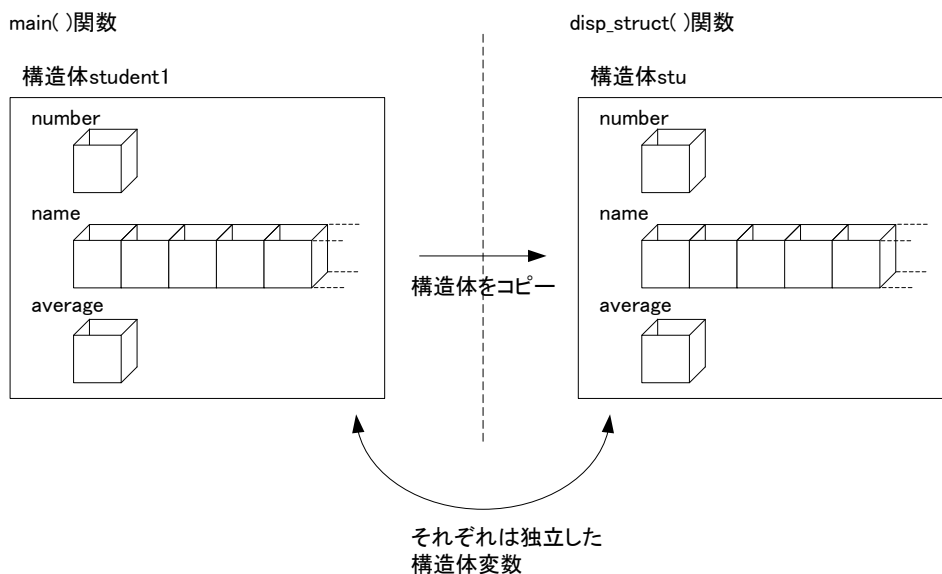 main( )関数
disp_struct( )関数
構造体student1
構造体stu
number
number
name
name
構造体をコピー
average
average
それぞれは独立した
構造体変数